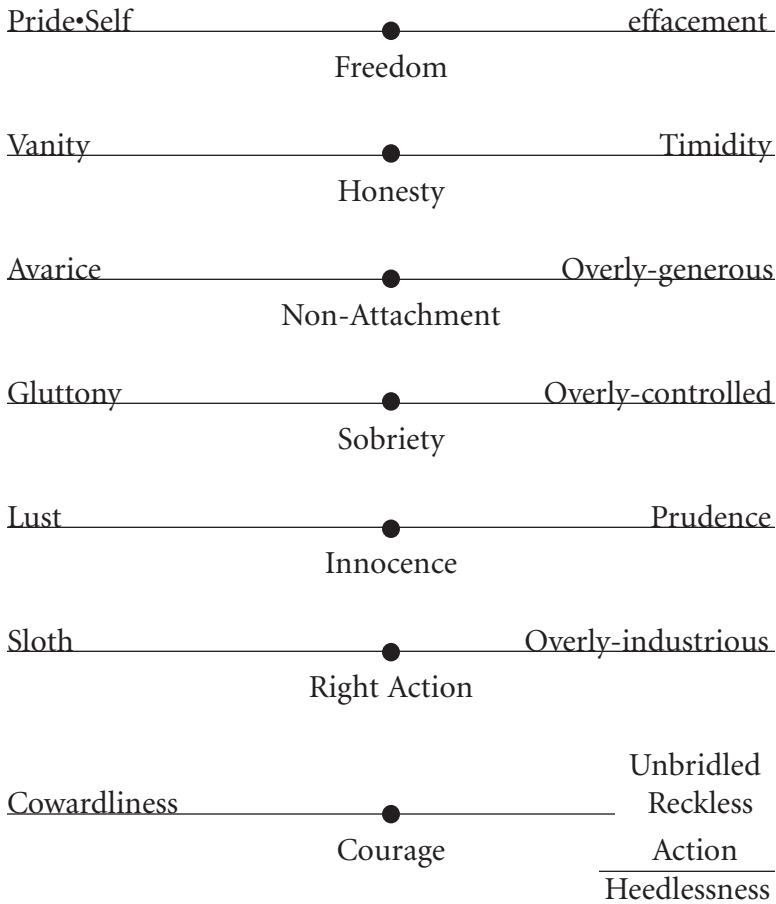 Pride•Self effacement
Freedom
Vanity Timidity
Honesty
Avarice Overly-generous
Non-Attachment
Gluttony Overly-controlled
Sobriety
Lust Prudence
Innocence
Sloth Overly-industrious
Right Action
Unbridled
Cowardliness Reckless
Courage Action
Heedlessness